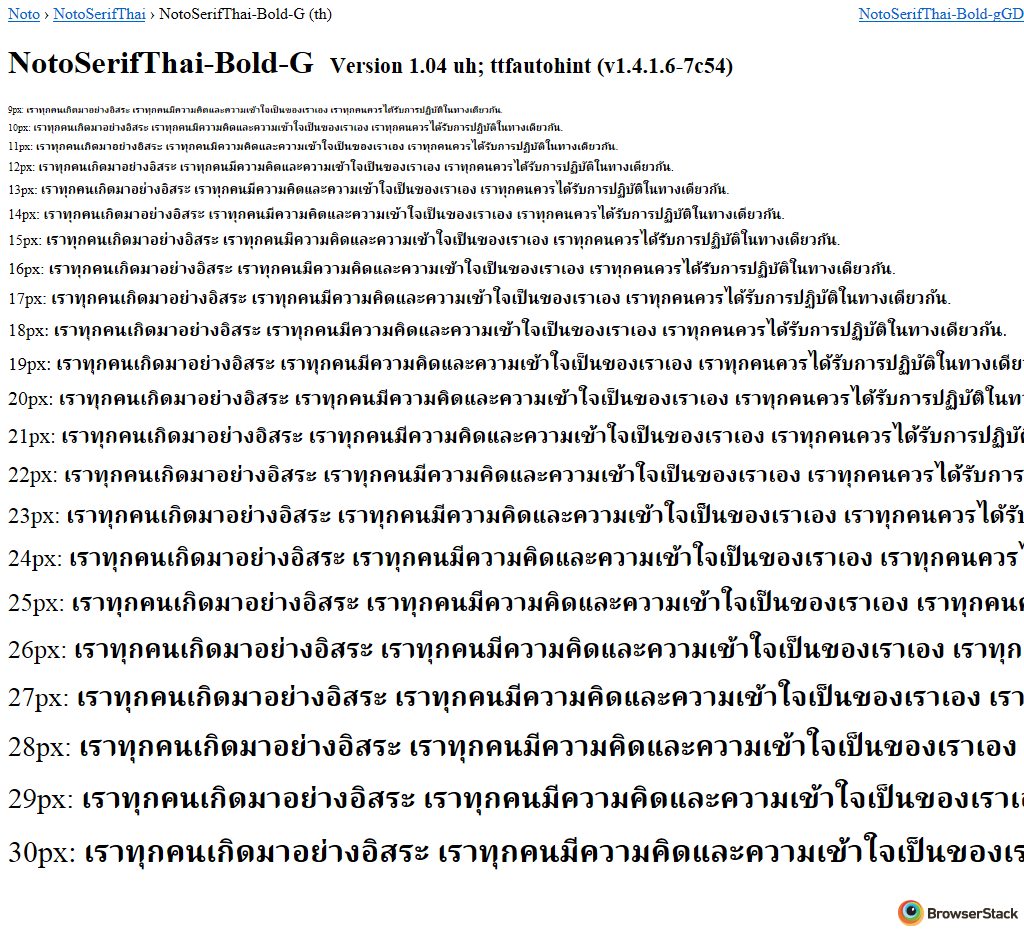 Noto › NotoSerifThai › NotoSerifThai-Bold-G (th) NotoSerifThai-Bold-gGD
NotoSerifThai-Bold-G Version 1.04 uh; ttfautohint (v1.4.1.6-7c54)
9px: เราทุกคนเกิดมาอย่างอิสระ เราทุกคนมีความคิดและความเข้าใจเป็นของเราเอง เราทุกคนควรได้รับการปฏิบัติในทางเดียวกัน.
10px: เราทุกคนเกิดมาอย่างอิสระ เราทุกคนมีความคิดและความเข้าใจเป็นของเราเอง เราทุกคนควรได้รับการปฏิบัติในทางเดียวกัน.
11px: เราทุกคนเกิดมาอย่างอิสระ เราทุกคนมีความคิดและความเข้าใจเป็นของเราเอง เราทุกคนควรได้รับการปฏิบัติในทางเดียวกัน.
12px: เราทุกคนเกิดมาอย่างอิสระ เราทุกคนมีความคิดและความเข้าใจเป็นของเราเอง เราทุกคนควรได้รับการปฏิบัติในทางเดียวกัน.
13px: เราทุกคนเกิดมาอย่างอิสระ เราทุกคนมีความคิดและความเข้าใจเป็นของเราเอง เราทุกคนควรได้รับการปฏิบัติในทางเดียวกัน.
14px: เราทุกคนเกิดมาอย่างอิสระ เราทุกคนมีความคิดและความเข้าใจเป็นของเราเอง เราทุกคนควรได้รับการปฏิบัติในทางเดียวกัน.
15px: เราทุกคนเกิดมาอย่างอิสระ เราทุกคนมีความคิดและความเข้าใจเป็นของเราเอง เราทุกคนควรได้รับการปฏิบัติในทางเดียวกัน.
16px: เราทุกคนเกิดมาอย่างอิสระ เราทุกคนมีความคิดและความเข้าใจเป็นของเราเอง เราทุกคนควรได้รับการปฏิบัติในทางเดียวกัน.
17px: เราทุกคนเกิดมาอย่างอิสระ เราทุกคนมีความคิดและความเข้าใจเป็นของเราเอง เราทุกคนควรได้รับการปฏิบัติในทางเดียวกัน.
18px: เราทุกคนเกิดมาอย่างอิสระ เราทุกคนมีความคิดและความเข้าใจเป็นของเราเอง เราทุกคนควรได้รับการปฏิบัติในทางเดียวกัน.
19px: เราทุกคนเกิดมาอย่างอิสระ เราทุกคนมีความคิดและความเข้าใจเป็นของเราเอง เราทุกคนควรได้รับการปฏิบัติในทางเดีย
20px: เราทุกคนเกิดมาอย่างอิสระ เราทุกคนมีความคิดและความเข้าใจเป็นของเราเอง เราทุกคนควรได้รับการปฏิบัติในท
21px: เราทุกคนเกิดมาอย่างอิสระ เราทุกคนมีความคิดและความเข้าใจเป็นของเราเอง เราทุกคนควรได้รับการปฏิบั
22px: เราทุกคนเกิดมาอย่างอิสระ เราทุกคนมีความคิดและความเข้าใจเป็นของเราเอง เราทุกคนควรได้รับการ
23px: เราทุกคนเกิดมาอย่างอิสระ เราทุกคนมีความคิดและความเข้าใจเป็นของเราเอง เราทุกคนควรได้รั
24px: เราทุกคนเกิดมาอย่างอิสระ เราทุกคนมีความคิดและความเข้าใจเป็นของเราเอง เราทุกคนควร
25px: เราทุกคนเกิดมาอย่างอิสระ เราทุกคนมีความคิดและความเข้าใจเป็นของเราเอง เราทุกคน
26px: เราทุกคนเกิดมาอย่างอิสระ เราทุกคนมีความคิดและความเข้าใจเป็นของเราเอง เราทุก
27px: เราทุกคนเกิดมาอย่างอิสระ เราทุกคนมีความคิดและความเข้าใจเป็นของเราเอง เรา
28px: เราทุกคนเกิดมาอย่างอิสระ เราทุกคนมีความคิดและความเข้าใจเป็นของเราเอง
29px: เราทุกคนเกิดมาอย่างอิสระ เราทุกคนมีความคิดและความเข้าใจเป็นของเราเ
30px: เราทุกคนเกิดมาอย่างอิสระ เราทุกคนมีความคิดและความเข้าใจเป็นของเร
BrowserStack